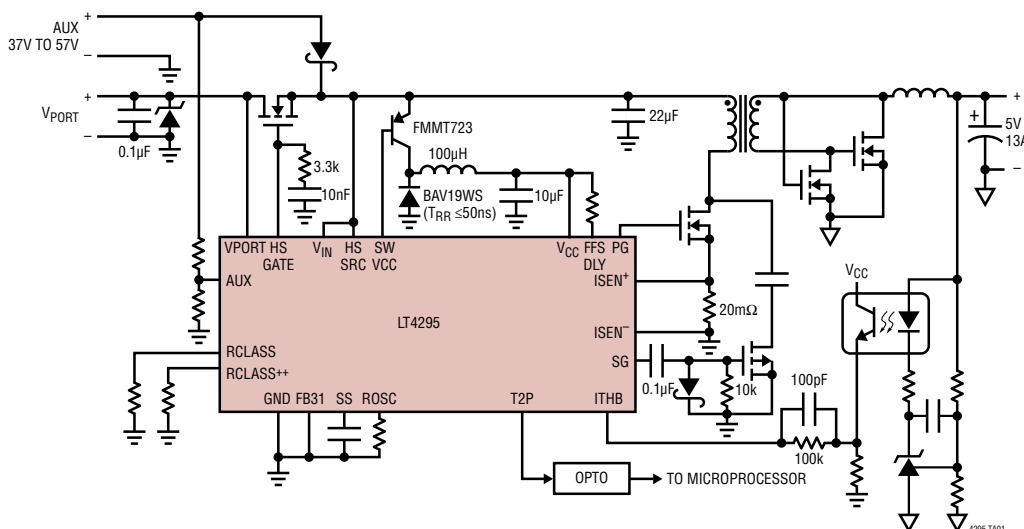 +
AUX
37V TO 57V
–
+
VPORT
–
0.1µF
3.3k
10nF
FMMT723
100µH
BAV19WS
(TRR ≤50ns)
10µF
22µF
+
+
5V
13A
–
VPORT HS GATE VIN HS SRC SW VCC VCC FFS DLY PG
AUX
ISEN+
20mΩ
VCC
LT4295
ISEN–
RCLASS
SG
RCLASS++
0.1µF
10k
100pF
GND FB31 SS ROSC T2P ITHB
100k
OPTO
TO MICROPROCESSOR
4295 TA01